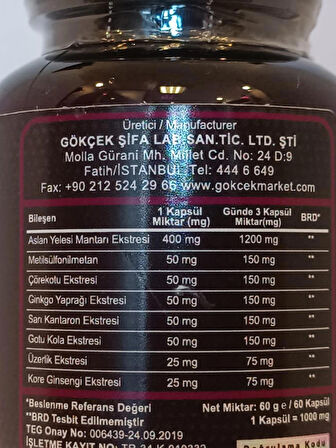 Üretici / Manufacturer
GÖKÇEK ŞİFA LAB.SAN.TİC. LTD. ŞTİ
Molla Gürani Mh. Millet Cd. No: 24 D:9
Fatih/İSTANBUL Tel: 444 6 649
Fax: +90 212 524 29 66 www.gokcekmarket.com
Bileşen 1 Kapsül Miktar (mg) Günde 3 Kapsül Miktar(mg) BRD*
Aslan Yelesi Mantarı Ekstresi 400 mg 1200 mg **
Metilsülfonilmetan 50 mg 150 mg **
Çörekotu Ekstresi 50 mg 150 mg **
Ginkgo Yaprağı Ekstresi 50 mg 150 mg **
Sarı Kantaron Ekstresi 50 mg 150 mg **
Gotu Kola Ekstresi 50 mg 150 mg **
Üzerlik Ekstresi 25 mg 75 mg **
Kore Ginsengi Ekstresi 25 mg 75 mg **
*Beslenme Referans Değeri Net Miktar: 60 g e / 60 Kapsül
**BRD Tesbit Edilmemiştir 1 Kapsül = 1000 mg
TEG Onay No: 006439-24.09.2019
İŞLETME KAYIT NO: Doğrulama Kodu